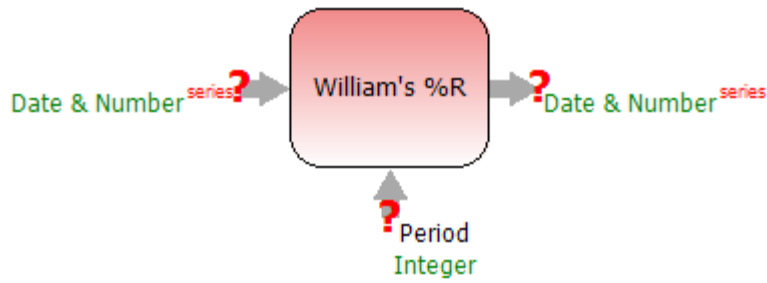 William's %R
Date & Number series ?
? Date & Number series
? Period
Integer